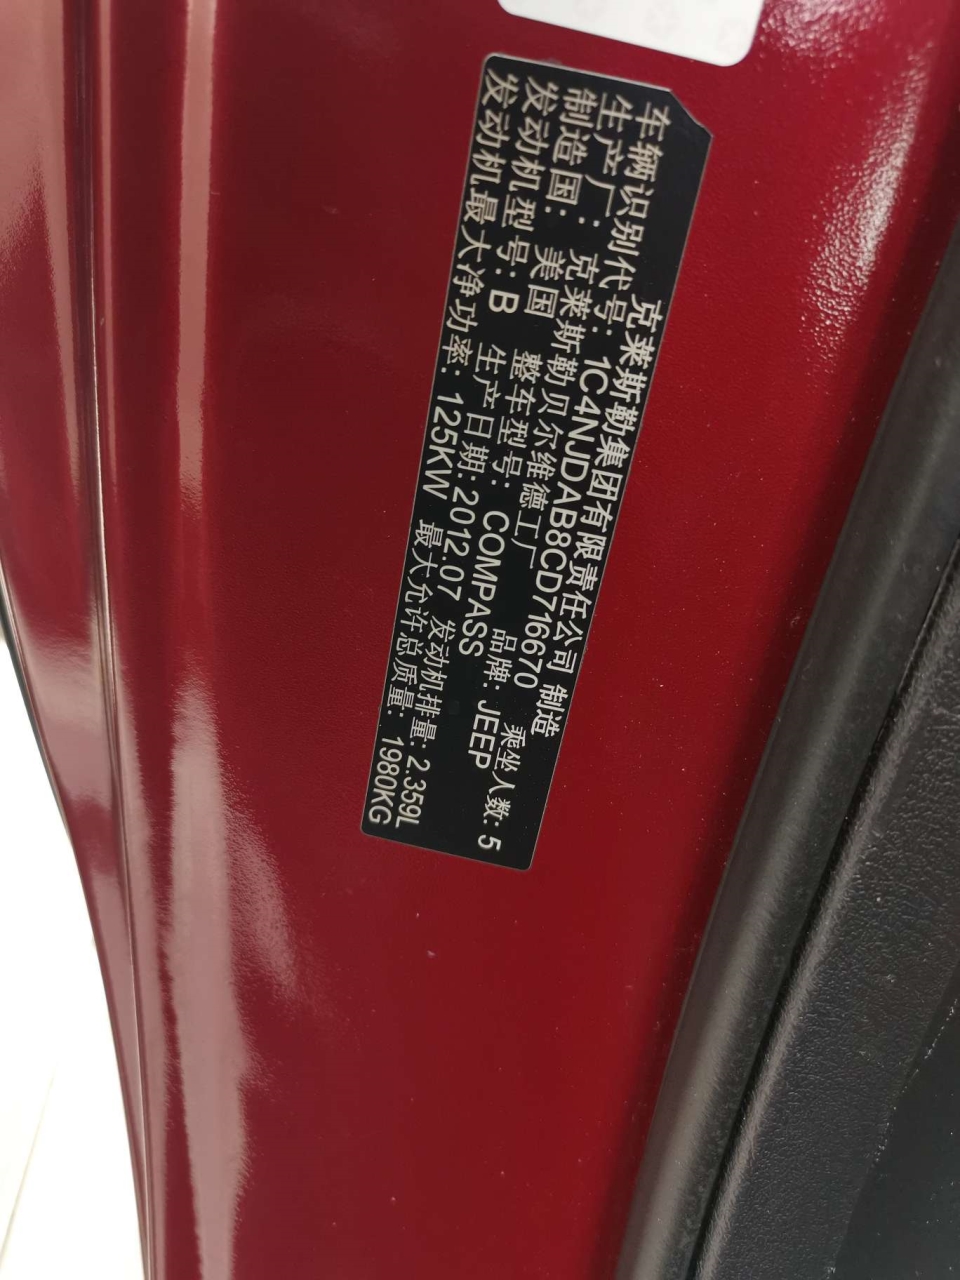 克莱斯勒集团有限责任公司 制造
车辆识别代号: 1C4NJDAB8CD716670 乘坐人数: 5
生产厂: 克莱斯勒贝尔维德工厂 品牌: JEEP
制造国: 美国 整车型号: COMPASS
发动机型号: B 生产日期: 2012.07 发动机排量: 2.359L
发动机最大净功率: 125KW 最大允许总质量: 1980KG